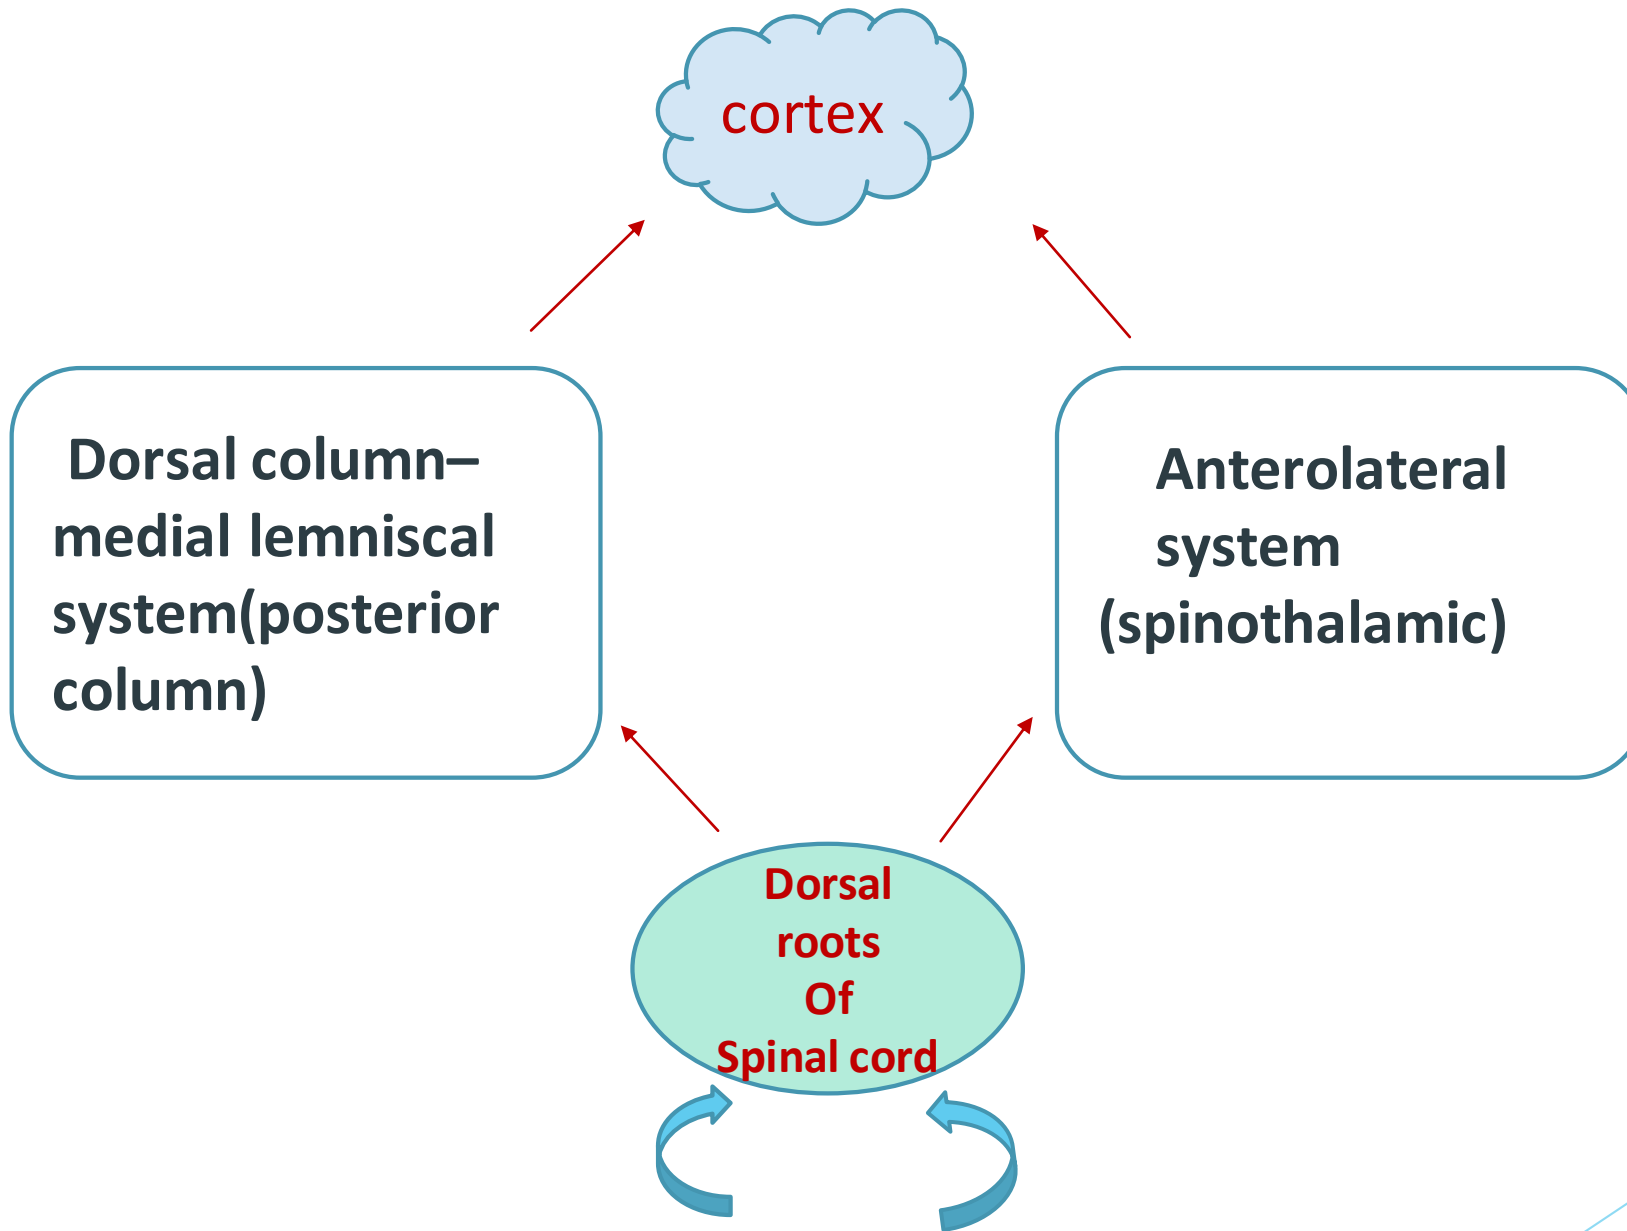 cortex
Dorsal column–
medial lemniscal
system(posterior
column)
Anterolateral
system
(spinothalamic)
Dorsal
roots
Of
Spinal cord